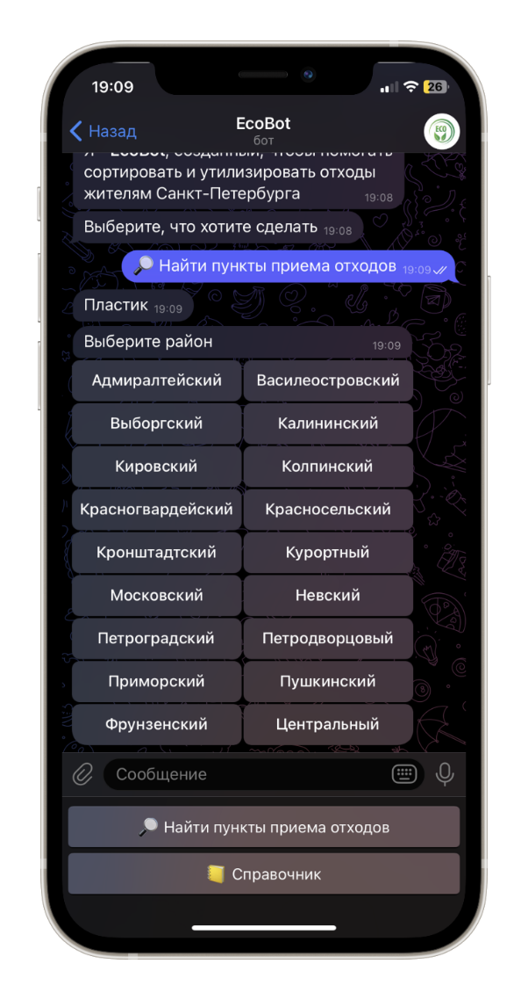 19:09
26
Назад
EcoBot
бот
ECO
Я - EcoBot, созданный, чтобы помогать
сортировать и утилизировать отходы
жителям Санкт-Петербурга 19:08
Выберите, что хотите сделать 19:08
Найти пункты приема отходов 19:09
Пластик 19:09
Выберите район 19:09
Адмиралтейский Василеостровский
Выборгский Калининский
Кировский Колпинский
Красногвардейский Красносельский
Кронштадтский Курортный
Московский Невский
Петроградский Петродворцовый
Приморский Пушкинский
Фрунзенский Центральный
Сообщение
Найти пункты приема отходов
Справочник